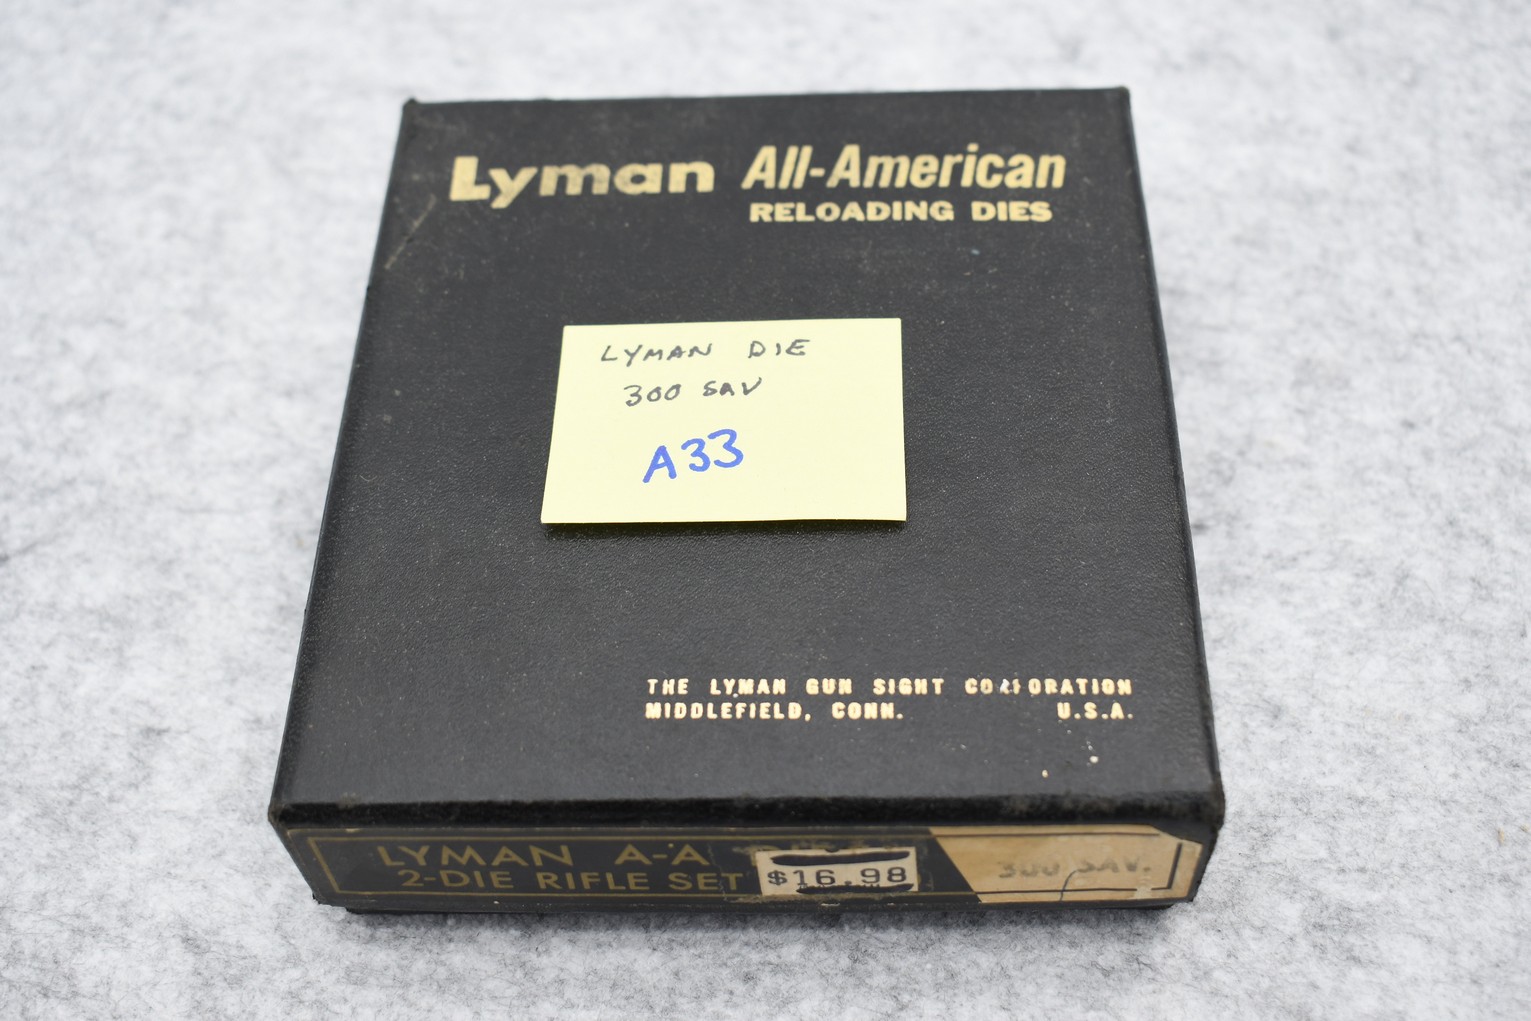 Lyman All-American
RELOADING DIES
LYMAN DIE
300 SAV
A33
THE LYMAN GUN SIGHT CORPORATION
MIDDLEFIELD, CONN. U.S.A.
LYMAN A-A
2-DIE RIFLE SET
$16.98
300 SAV.